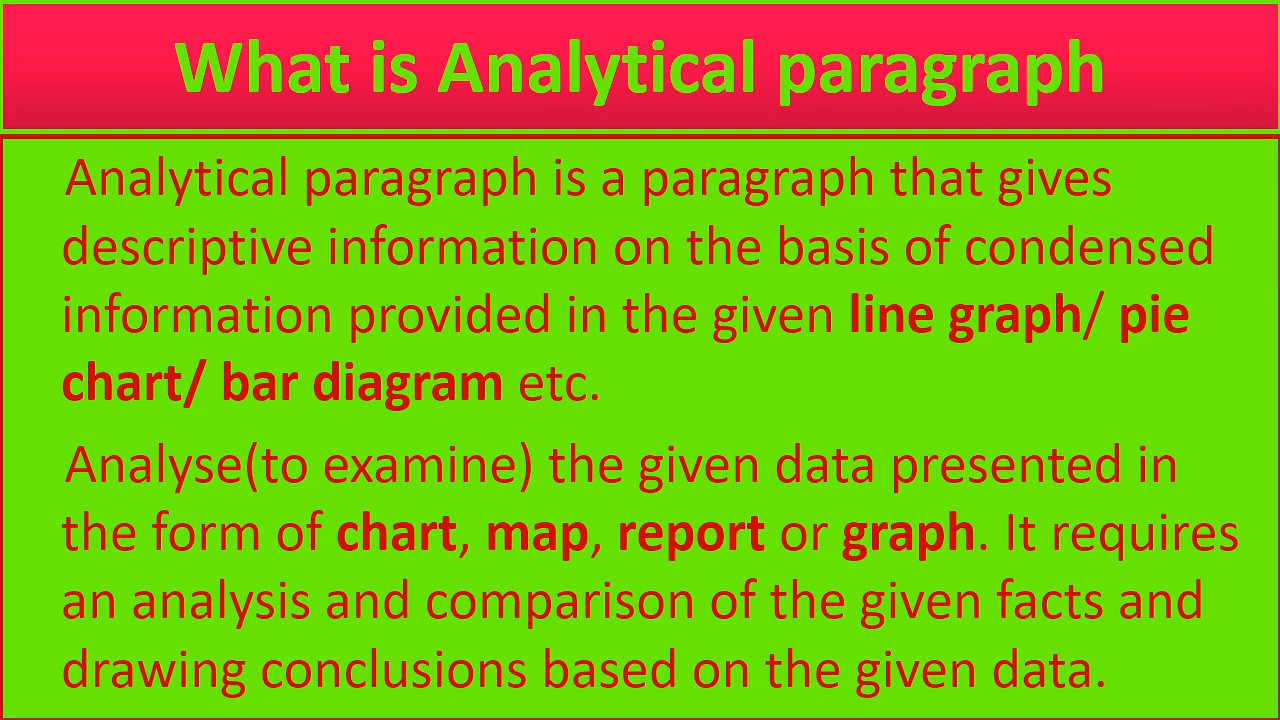 What is Analytical paragraph
Analytical paragraph is a paragraph that gives
descriptive information on the basis of condensed
information provided in the given line graph/ pie
chart/ bar diagram etc.
Analyse(to examine) the given data presented in
the form of chart, map, report or graph. It requires
an analysis and comparison of the given facts and
drawing conclusions based on the given data.